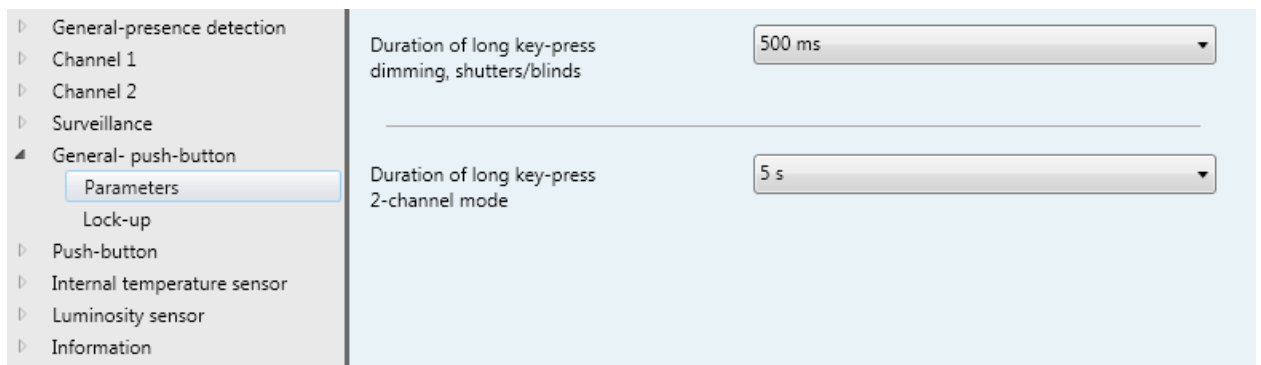 General-presence detection
Channel 1
Channel 2
Surveillance
General- push-button
Parameters
Lock-up
Push-button
Internal temperature sensor
Luminosity sensor
Information
Duration of long key-press
dimming, shutters/blinds
500 ms
Duration of long key-press
2-channel mode
5 s